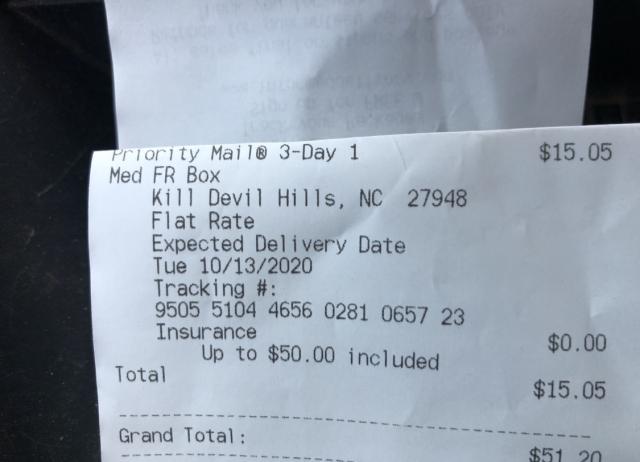 Priority Mail® 3-Day 1 $15.05
Med FR Box
Kill Devil Hills, NC 27948
Flat Rate
Expected Delivery Date
Tue 10/13/2020
Tracking #:
9505 5104 4656 0281 0657 23
Insurance $0.00
Up to $50.00 included
Total $15.05
Grand Total: $51.20